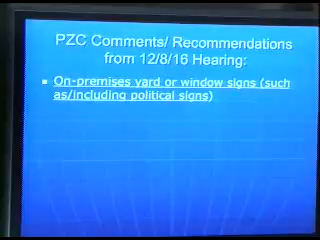 PZC Comments/ Recommendations
from 12/8/16 Hearing:
On-premises yard or window signs (such
as/including political signs)